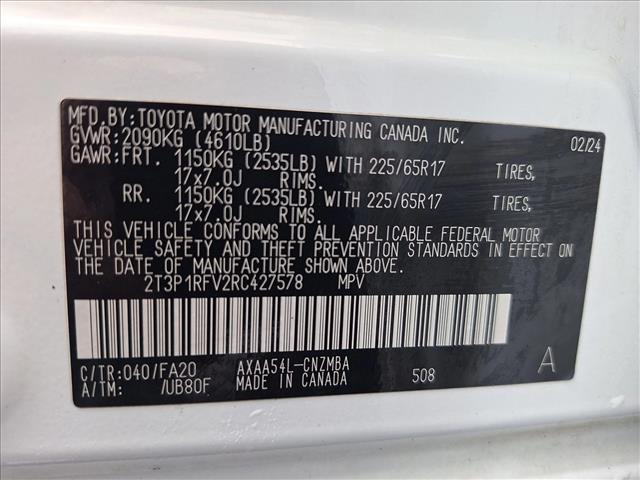 MFD.BY:TOYOTA MOTOR MANUFACTURING CANADA INC.
GVWR:2090KG (4610LB) 02/24
GAWR:FRT. 1150KG (2535LB) WITH 225/65R17 TIRES,
17x7.0J RIMS.
RR. 1150KG (2535LB) WITH 225/65R17 TIRES,
17x7.0J RIMS.
THIS VEHICLE CONFORMS TO ALL APPLICABLE FEDERAL MOTOR
VEHICLE SAFETY AND THEFT PREVENTION STANDARDS IN EFFECT ON
THE DATE OF MANUFACTURE SHOWN ABOVE.
2T3P1RFV2RC427578 MPV
C/TR:040/FA20 AXAA54L-CNZMBA
A/TM: /UB80F MADE IN CANADA 508 A